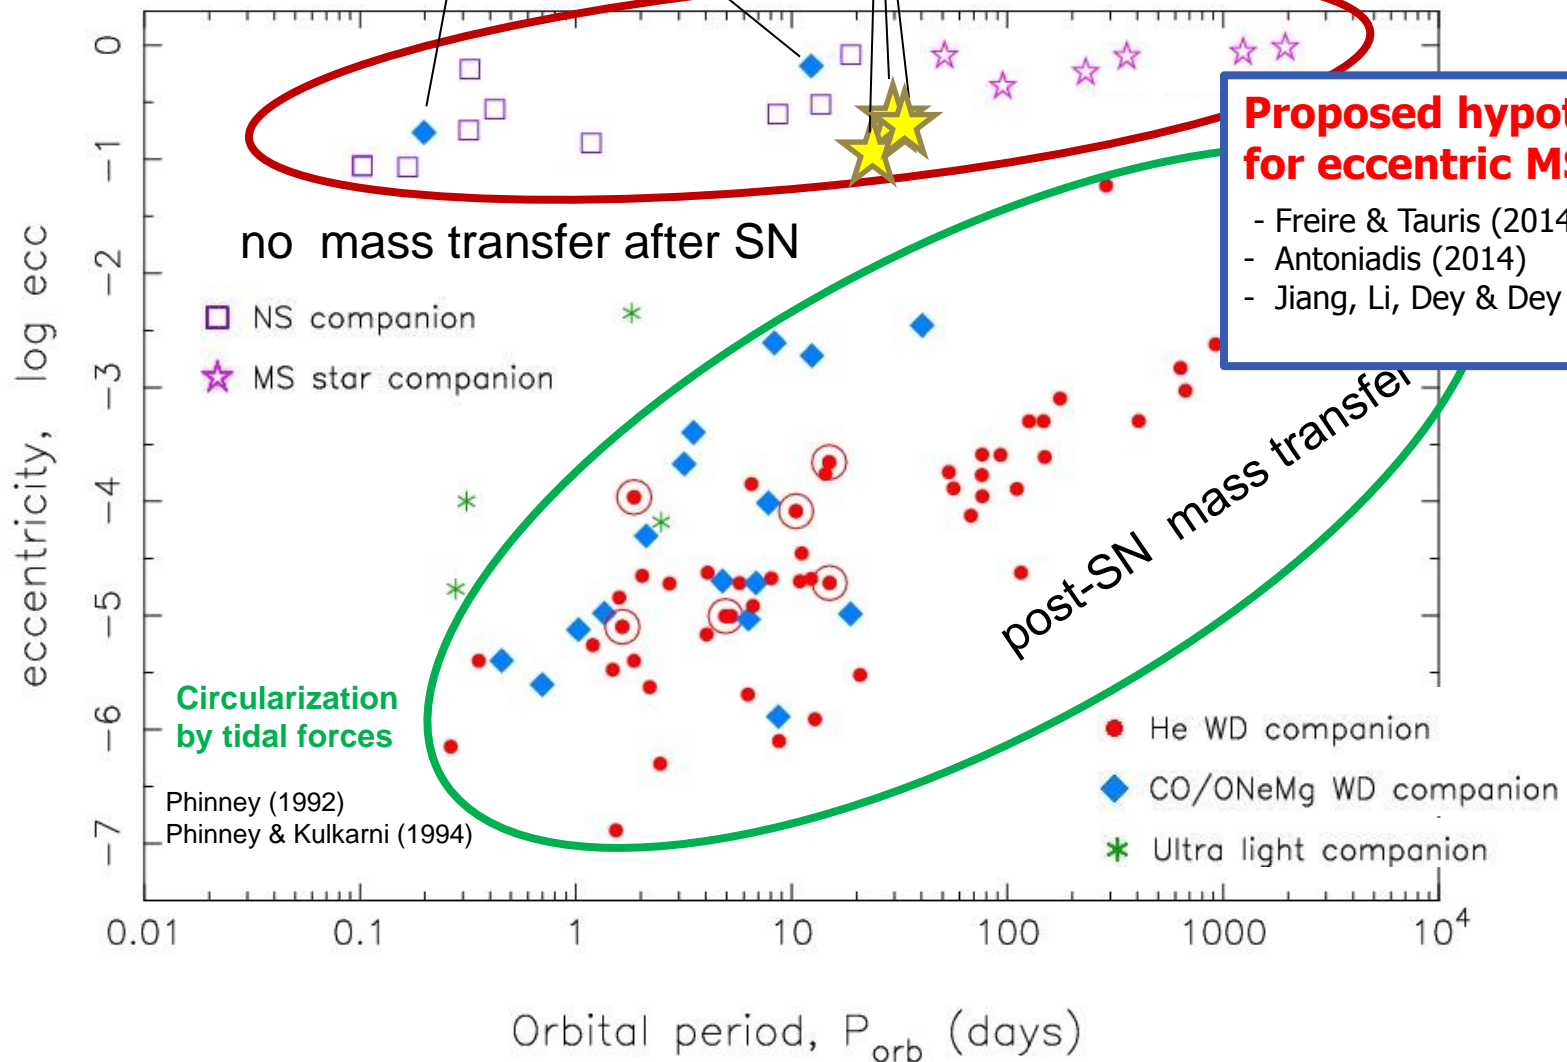 0
−1
−2
−3
−4
−5
−6
−7
eccentricity, log ecc
no mass transfer after SN
NS companion
MS star companion
Proposed
for eccentric
- Freire & Tauris (2014
- Antoniadis (2014)
- Jiang, Li, Dey & Dey
post-SN mass transfer
Circularization
by tidal forces
Phinney (1992)
Phinney & Kulkarni (1994)
He WD companion
CO/ONeMg WD companion
Ultra light companion
0.01 0.1 1 10 100 1000 10⁴
Orbital period, P_orb (days)